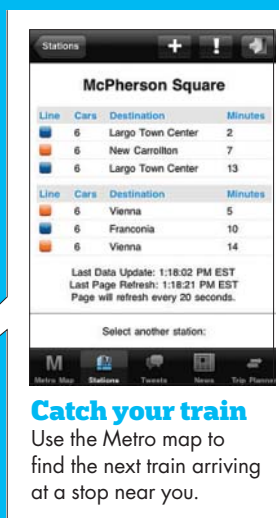 Stations
+ !
McPherson Square
Line Cars Destination Minutes
6 Largo Town Center 2
6 New Carrollton 7
6 Largo Town Center 13
Line Cars Destination Minutes
6 Vienna 5
6 Franconia 10
6 Vienna 14
Last Data Update: 1:18:02 PM EST
Last Page Refresh: 1:18:21 PM EST
Page will refresh every 20 seconds.
Select another station:
M
Metro Map Stations Tweets News Trip Planner
Catch your train
Use the Metro map to
find the next train arriving
at a stop near you.